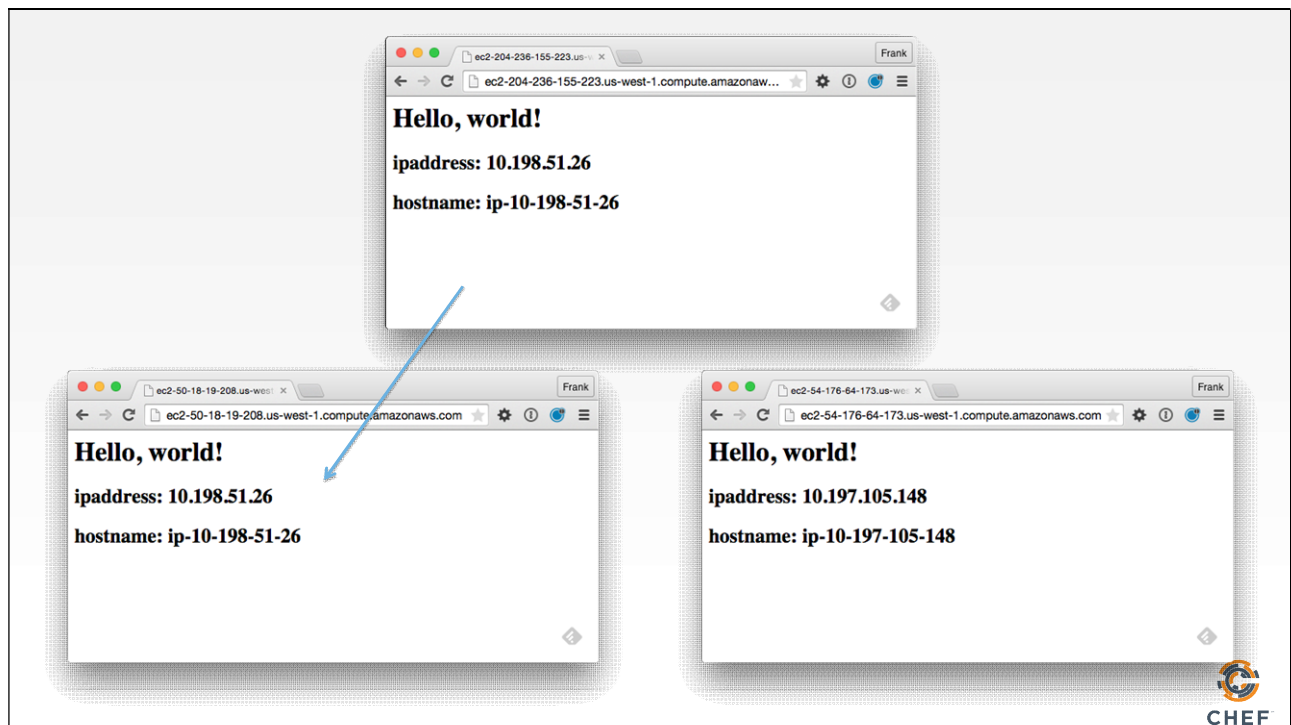 ec2-204-236-155-223.us-w
Frank
ec2-204-236-155-223.us-west-1.compute.amazonaw...
Hello, world!
ipaddress: 10.198.51.26
hostname: ip-10-198-51-26
ec2-50-18-19-208.us-west
Frank
ec2-50-18-19-208.us-west-1.compute.amazonaws.com
Hello, world!
ipaddress: 10.198.51.26
hostname: ip-10-198-51-26
ec2-54-176-64-173.us-wes
Frank
ec2-54-176-64-173.us-west-1.compute.amazonaws.com
Hello, world!
ipaddress: 10.197.105.148
hostname: ip-10-197-105-148
CHEF